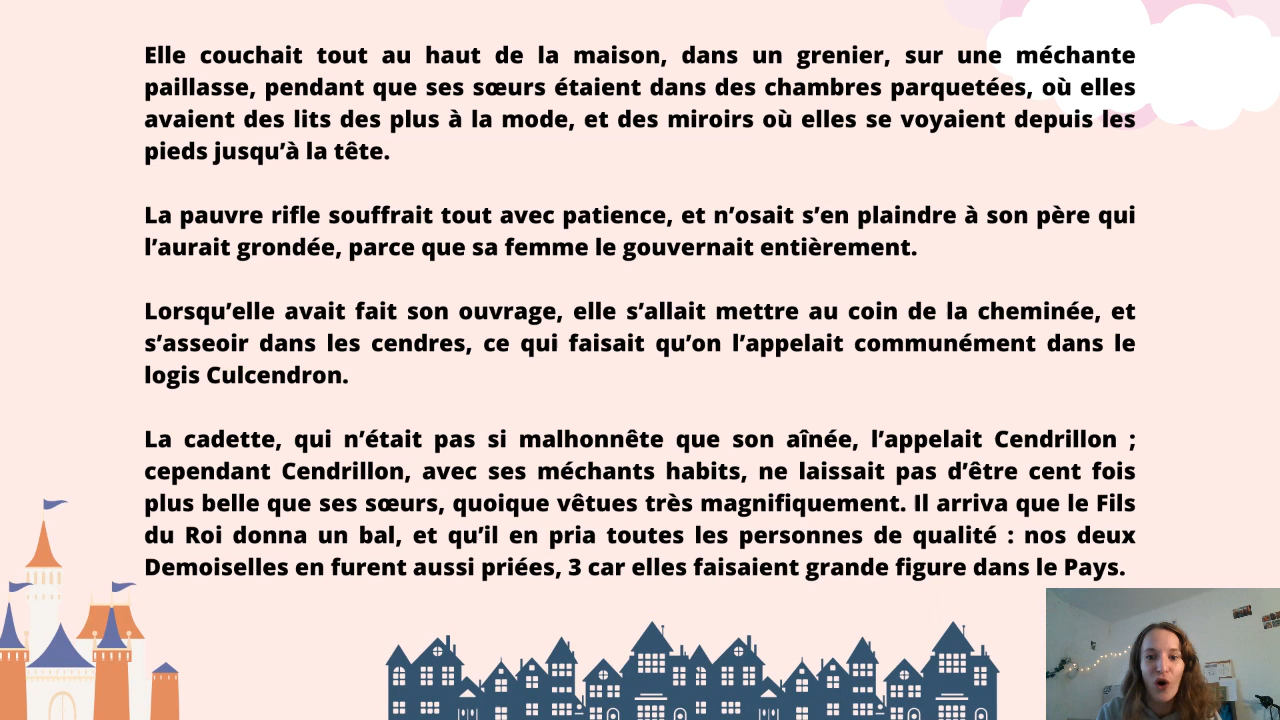 Elle couchait tout au haut de la maison, dans un grenier, sur une méchante
paillasse, pendant que ses sœurs étaient dans des chambres parquetées, où elles
avaient des lits des plus à la mode, et des miroirs où elles se voyaient depuis les
pieds jusqu’à la tête.
La pauvre rifle souffrait tout avec patience, et n’osait s’en plaindre à son père qui
l’aurait grondée, parce que sa femme le gouvernait entièrement.
Lorsqu’elle avait fait son ouvrage, elle s’allait mettre au coin de la cheminée, et
s’asseoir dans les cendres, ce qui faisait qu’on l’appelait communément dans le
logis Culcendron.
La cadette, qui n’était pas si malhonnête que son aînée, l’appelait Cendrillon ;
cependant Cendrillon, avec ses méchants habits, ne laissait pas d’être cent fois
plus belle que ses sœurs, quoique vêtues très magnifiquement. Il arriva que le Fils
du Roi donna un bal, et qu’il en pria toutes les personnes de qualité : nos deux
Demoiselles en furent aussi priées, 3 car elles faisaient grande figure dans le Pays.